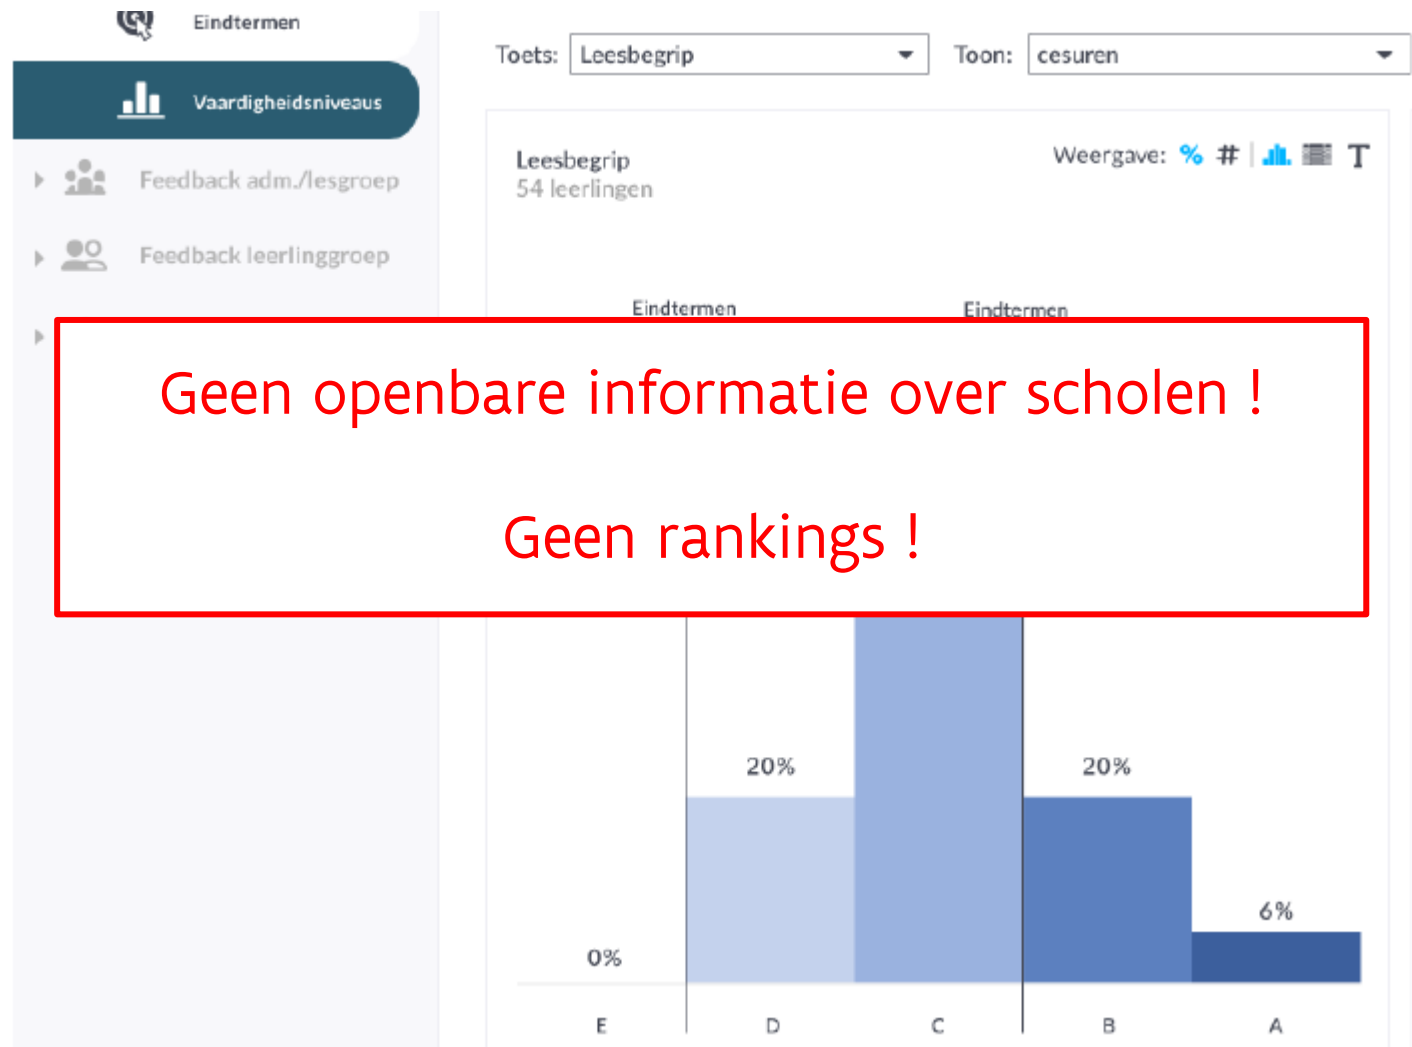 Eindtermen
Vaardigheidsniveaus
Feedback adm./lesgroep
Feedback leerlinggroep
Toets: Leesbegrip
Toon: cesuren
Leesbegrip
54 leerlingen
Weergave: % # T
Eindtermen Eindtermen
Geen openbare informatie over scholen !
Geen rankings !
20% 20%
6%
0%
E D C B A